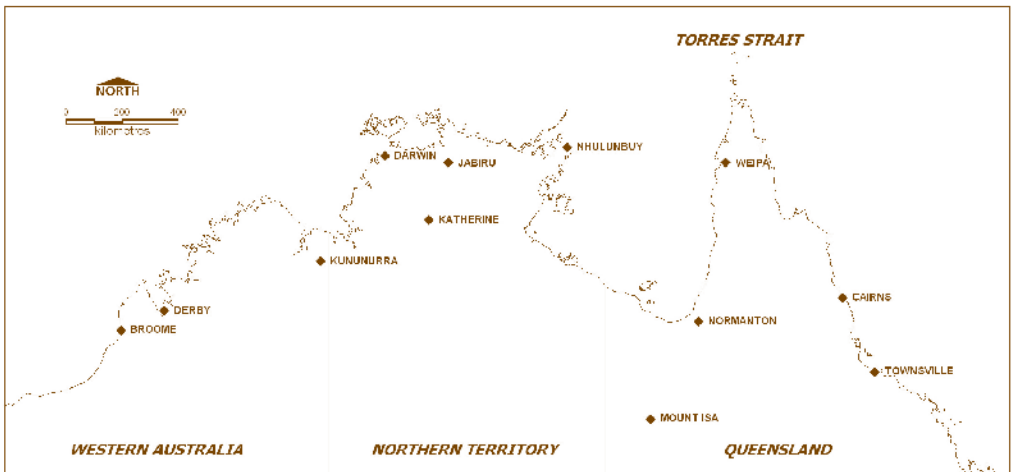 TORRES STRAIT
NORTH
0 200 400
kilometres
DARWIN
JABIRU
NHULUNBUY
WEIPA
KATHERINE
KUNUNURRA
DERBY
BROOME
CAIRNS
NORMANTON
TOWNSVILLE
MOUNT ISA
WESTERN AUSTRALIA
NORTHERN TERRITORY
QUEENSLAND